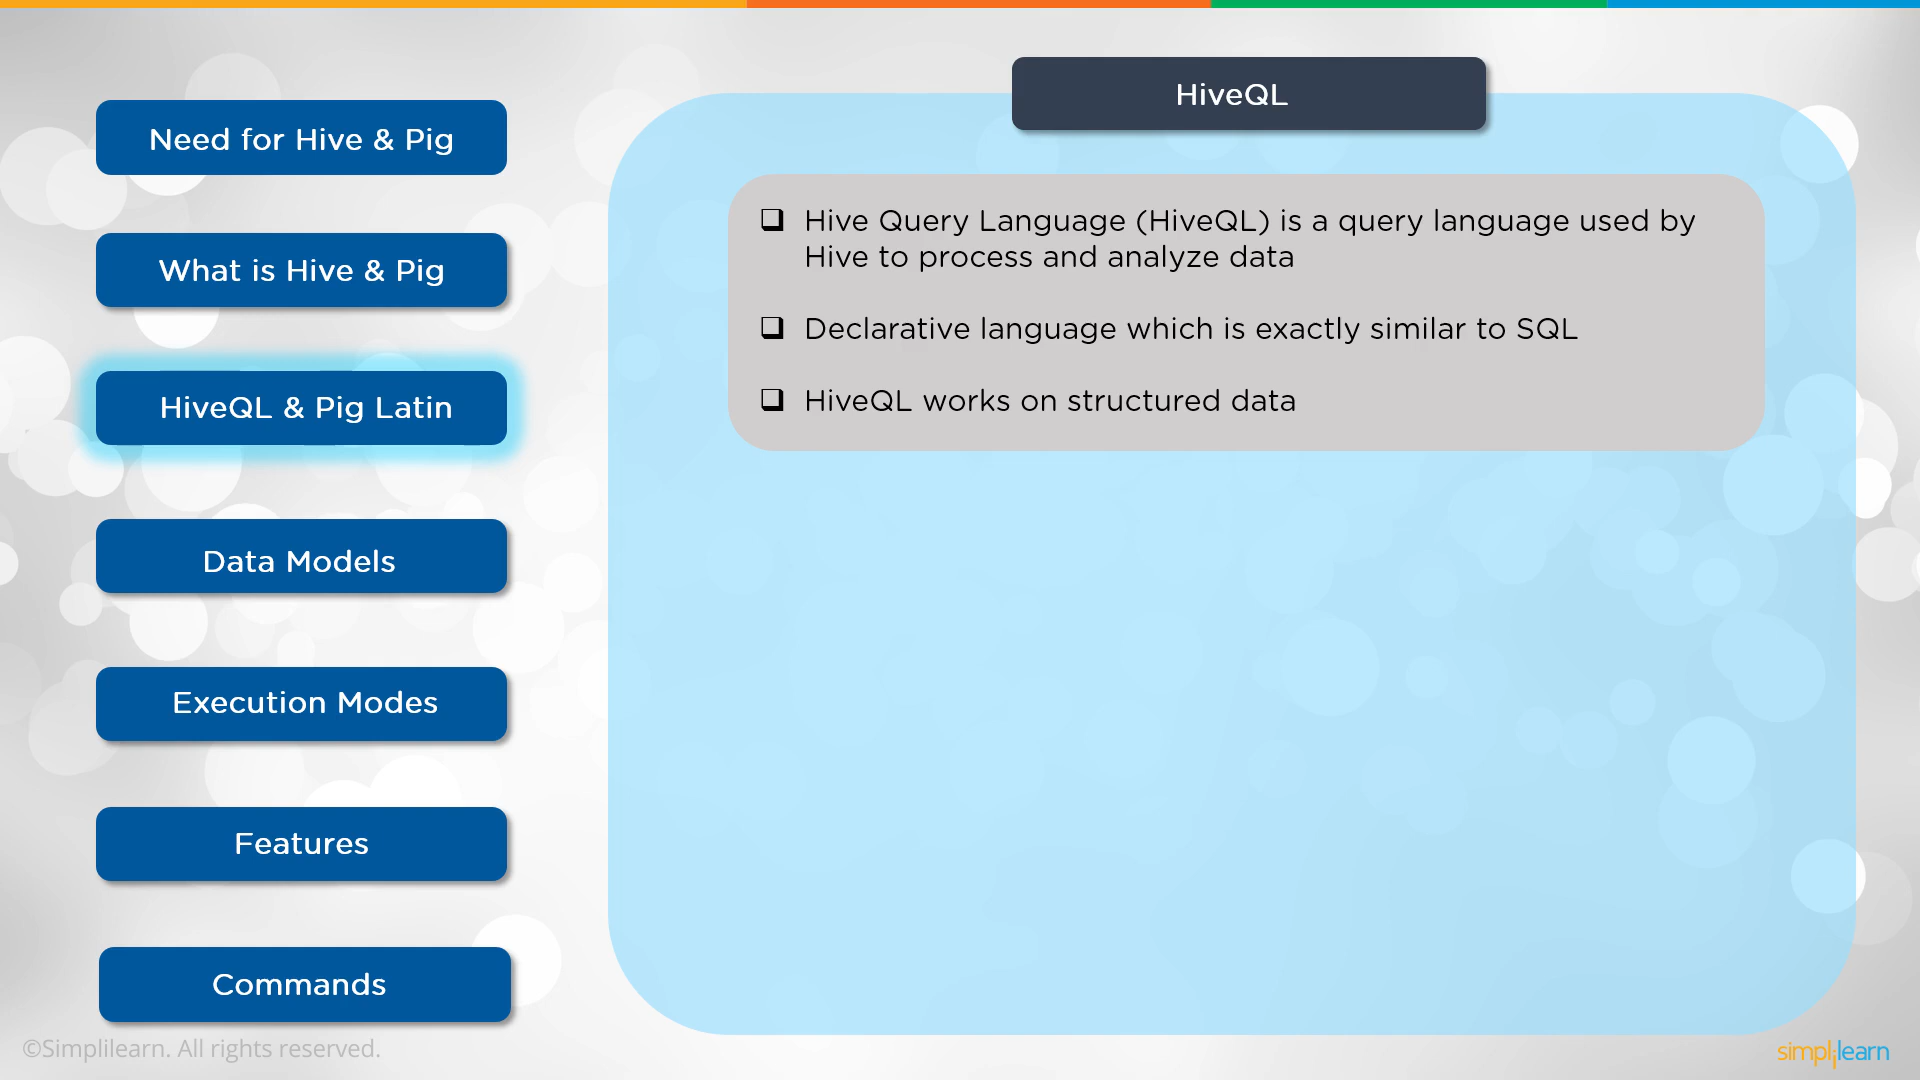 Need for Hive & Pig
What is Hive & Pig
HiveQL & Pig Latin
Data Models
Execution Modes
Features
Commands
HiveQL
❑ Hive Query Language (HiveQL) is a query language used by
Hive to process and analyze data
❑ Declarative language which is exactly similar to SQL
❑ HiveQL works on structured data
©Simplilearn. All rights reserved.
simplilearn